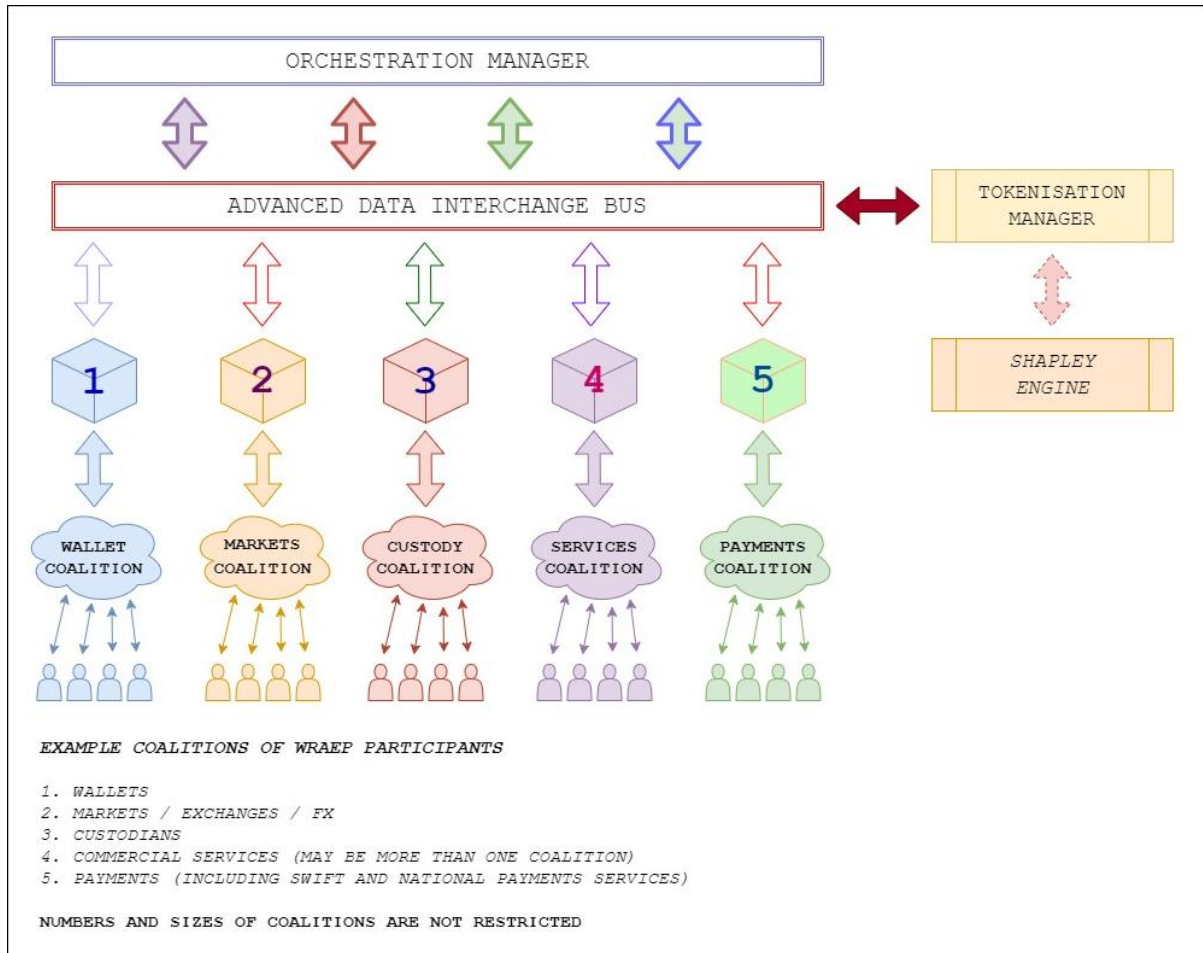 ORCHESTRATION MANAGER
ADVANCED DATA INTERCHANGE BUS
TOKENISATION
MANAGER
1
2
3
4
5
SHAPLEY
ENGINE
WALLET
COALITION
MARKETS
COALITION
CUSTODY
COALITION
SERVICES
COALITION
PAYMENTS
COALITION
EXAMPLE COALITIONS OF WRAEP PARTICIPANTS
1. WALLETS
2. MARKETS / EXCHANGES / FX
3. CUSTODIANS
4. COMMERCIAL SERVICES (MAY BE MORE THAN ONE COALITION)
5. PAYMENTS (INCLUDING SWIFT AND NATIONAL PAYMENTS SERVICES)
NUMBERS AND SIZES OF COALITIONS ARE NOT RESTRICTED